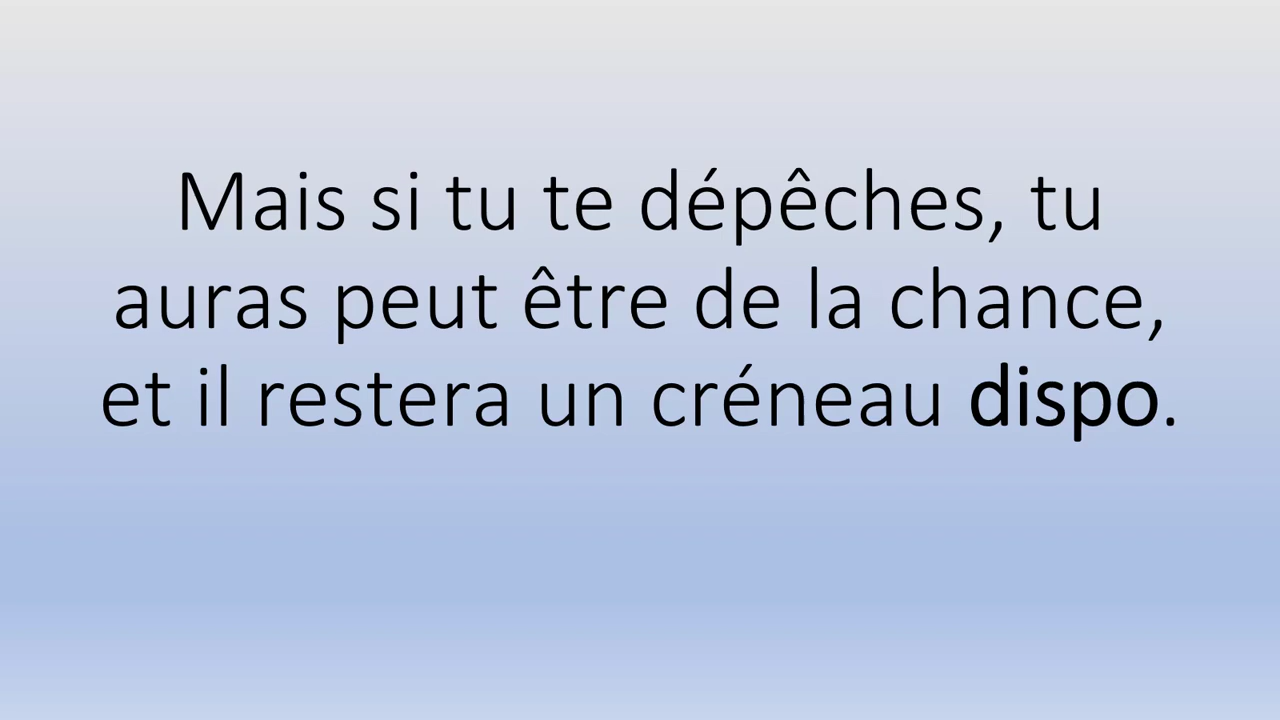 Mais si tu te dépêches, tu
auras peut être de la chance,
et il restera un créneau dispo.